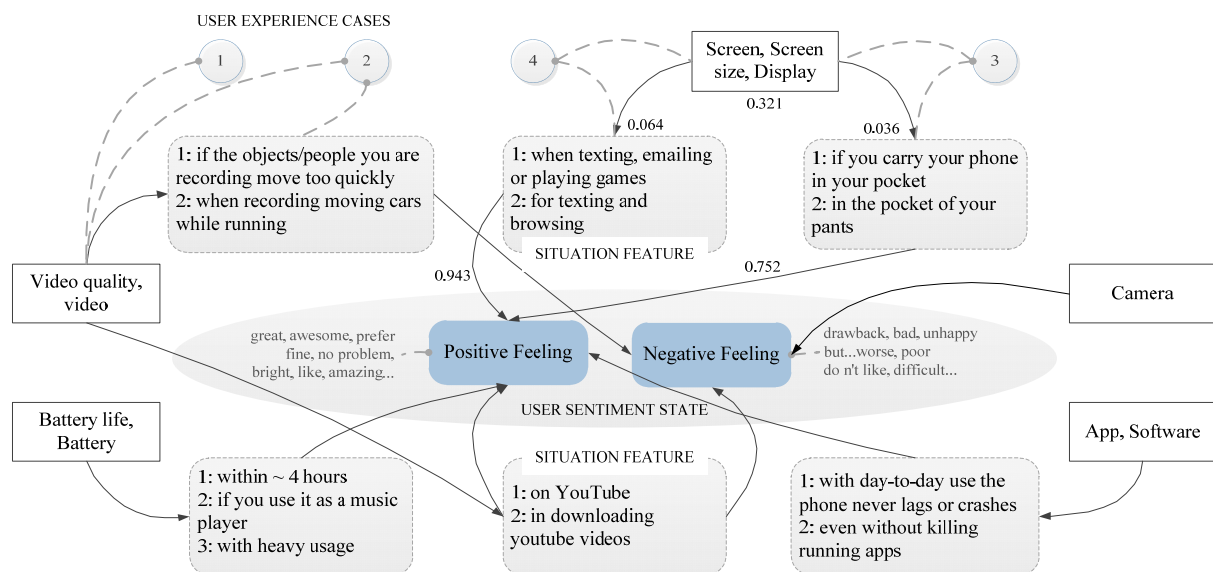 USER EXPERIENCE CASES
1
2
4
Screen, Screen
size, Display
3
0.321
0.064
0.036
1: if the objects/people you are
recording move too quickly
2: when recording moving cars
while running
1: when texting, emailing
or playing games
2: for texting and
browsing
SITUATION FEATURE
1: if you carry your phone
in your pocket
2: in the pocket of your
pants
Video quality,
video
0.943
0.752
Camera
great, awesome, prefer
fine, no problem,
bright, like, amazing...
Positive Feeling
Negative Feeling
drawback, bad, unhappy
but...worse, poor
do n't like, difficult...
USER SENTIMENT STATE
Battery life,
Battery
App, Software
1: within ~ 4 hours
2: if you use it as a music
player
3: with heavy usage
SITUATION FEATURE
1: on YouTube
2: in downloading
youtube videos
1: with day-to-day use the
phone never lags or crashes
2: even without killing
running apps